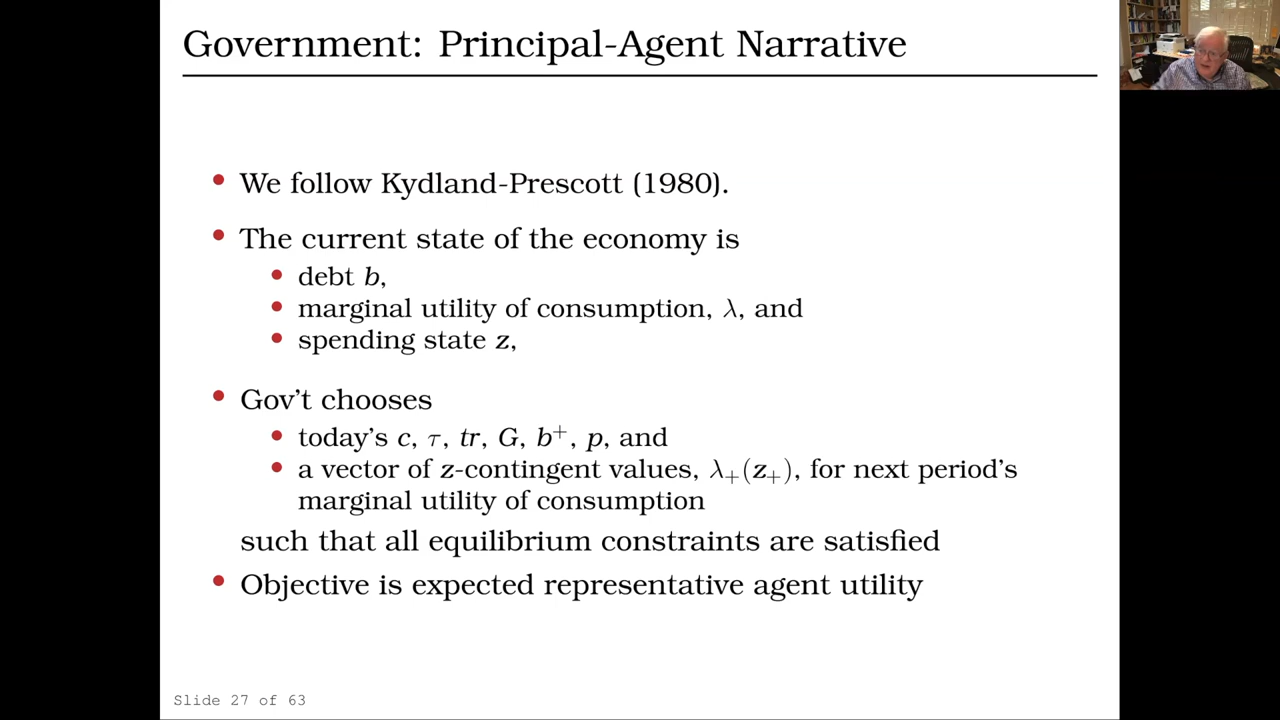 Government: Principal-Agent Narrative
• We follow Kydland-Prescott (1980).
• The current state of the economy is
• debt b,
• marginal utility of consumption, λ, and
• spending state z,
• Gov't chooses
• today's c, τ, tr, G, b⁺, p, and
• a vector of z-contingent values, λ₊(z₊), for next period's
marginal utility of consumption
such that all equilibrium constraints are satisfied
• Objective is expected representative agent utility
Slide 27 of 63